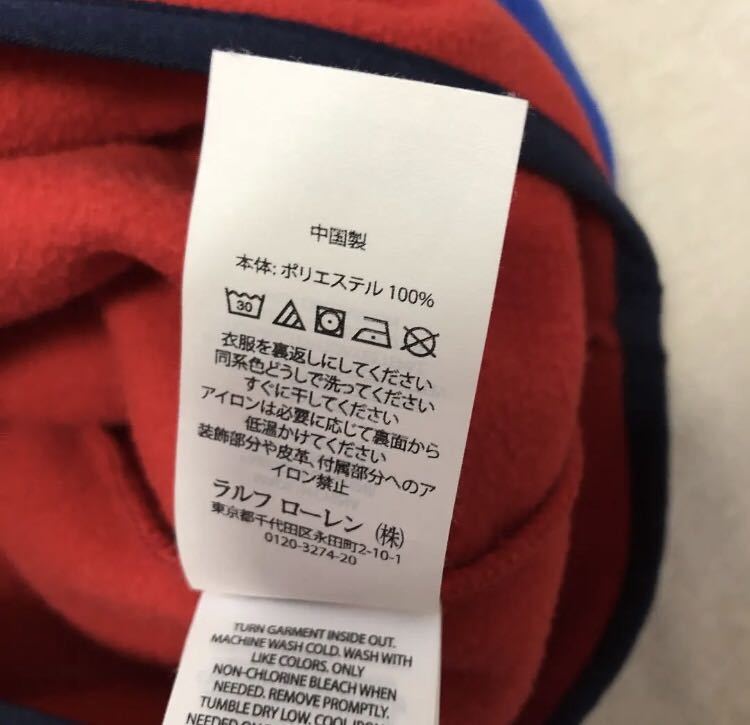 中国製
本体: ポリエステル 100%
30
衣服を裏返しにしてください
同系色どうしで洗ってください
すぐに干してください
アイロンは必要に応じて裏面から
低温かけてください
装飾部分や皮革、付属部分へのア
イロン禁止
ラルフ ローレン (株)
東京都千代田区永田町2-10-1
0120-3274-20
TURN GARMENT INSIDE OUT.
MACHINE WASH COLD. WASH WITH
LIKE COLORS. ONLY
NON-CHLORINE BLEACH WHEN
NEEDED. REMOVE PROMPTLY.
TUMBLE DRY LOW. COOL IRON